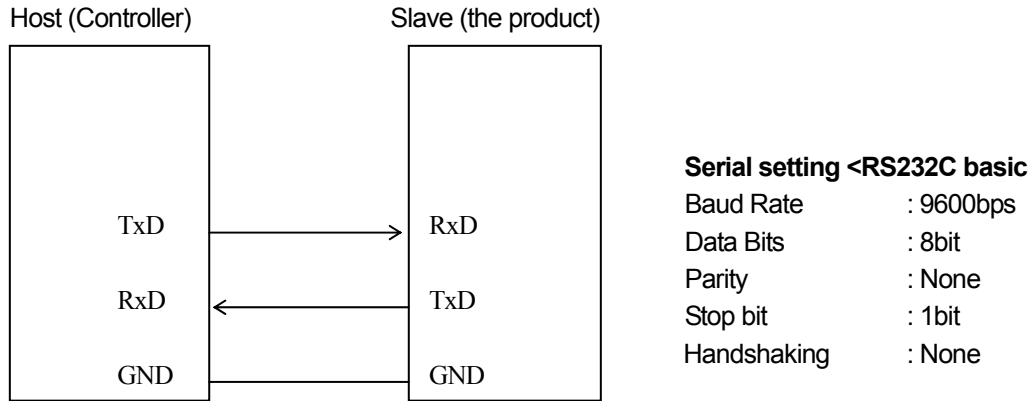 Host (Controller) Slave (the product)
TxD RxD
RxD TxD
GND GND
Serial setting <RS232C basic
Baud Rate : 9600bps
Data Bits : 8bit
Parity : None
Stop bit : 1bit
Handshaking : None